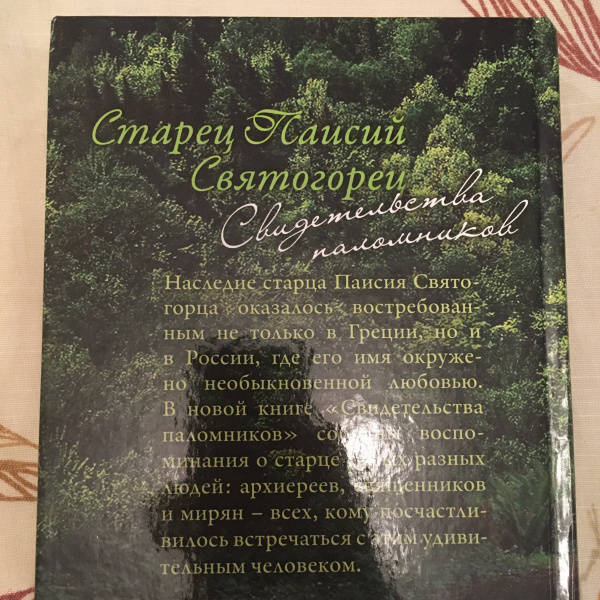 Старец Паисий
Святогорец
Свидетельства
паломников
Наследие старца Паисия Свято-
горца оказалось востребован-
ным не только в Греции, но и
в России, где его имя окруже-
но необыкновенной любовью.
В новой книге «Свидетельства
паломников» воспо-
минания о старце разных
людей: архиереев, священников
и мирян – всех, кому посчастли-
вилось встречаться с этим удиви-
тельным человеком.